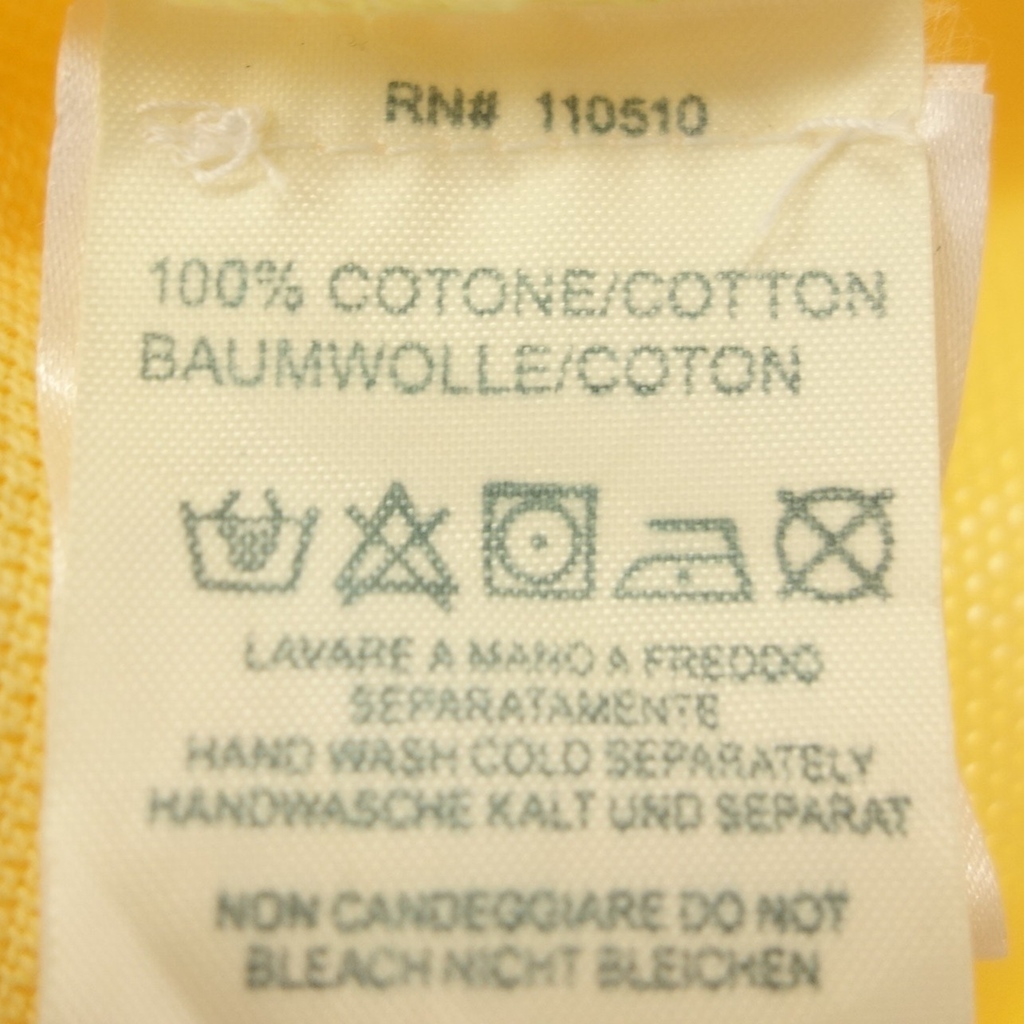 RN# 110510
100% COTONE/COTTON
BAUMWOLLE/COTON
LAVARE A MANO A FREDDO
SEPARATAMENTE
HAND WASH COLD SEPARATELY
HANDWASCHE KALT UND SEPARAT
NON CANDEGGIARE DO NOT
BLEACH NICHT BLEICHEN